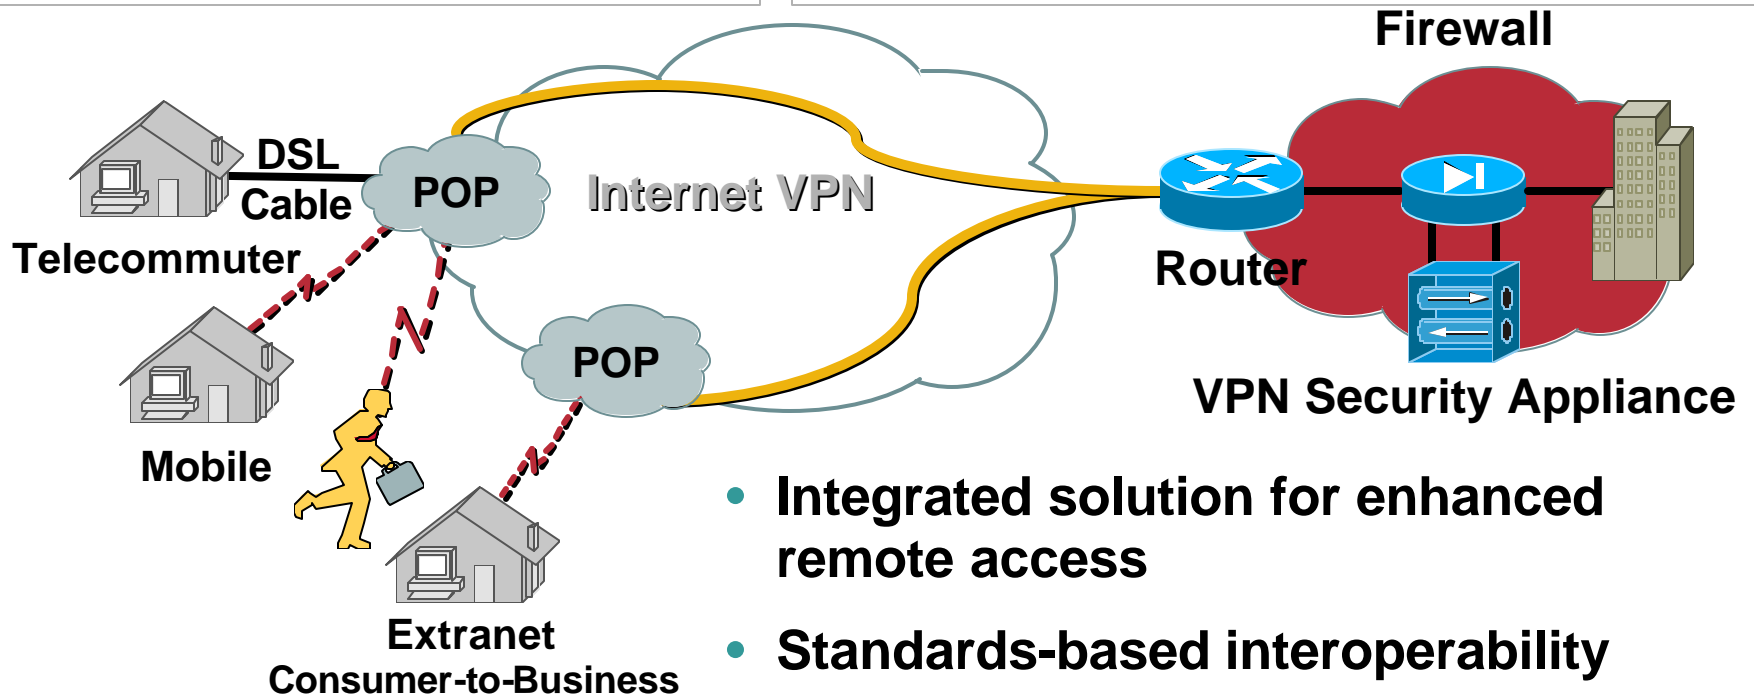 Firewall
DSL
Cable
POP
Internet VPN
Telecommuter
Router
POP
VPN Security Appliance
Mobile
• Integrated solution for enhanced
remote access
Extranet
Consumer-to-Business
• Standards-based interoperability